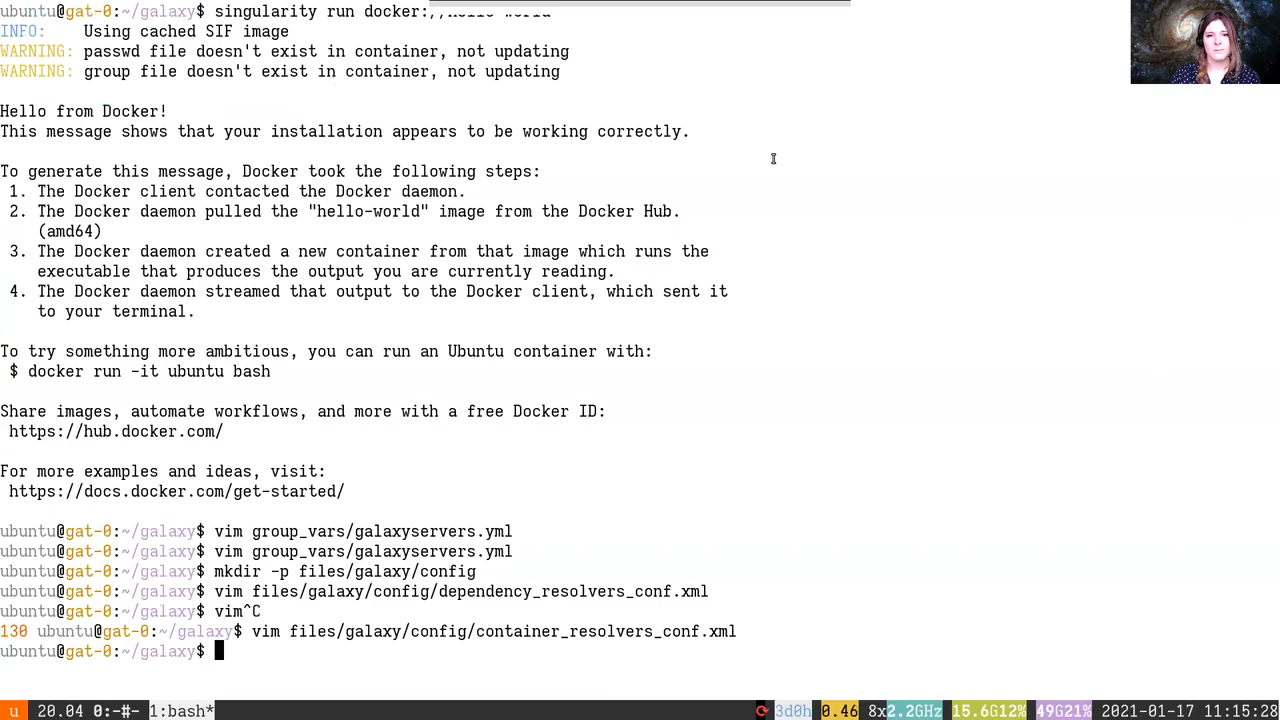 ubuntu@gat-0:~/galaxy$ singularity run docker://hello-world
INFO:    Using cached SIF image
WARNING: passwd file doesn't exist in container, not updating
WARNING: group file doesn't exist in container, not updating
Hello from Docker!
This message shows that your installation appears to be working correctly.
To generate this message, Docker took the following steps:
1. The Docker client contacted the Docker daemon.
2. The Docker daemon pulled the "hello-world" image from the Docker Hub.
(amd64)
3. The Docker daemon created a new container from that image which runs the
executable that produces the output you are currently reading.
4. The Docker daemon streamed that output to the Docker client, which sent it
to your terminal.
To try something more ambitious, you can run an Ubuntu container with:
$ docker run -it ubuntu bash
Share images, automate workflows, and more with a free Docker ID:
https://hub.docker.com/
For more examples and ideas, visit:
https://docs.docker.com/get-started/
ubuntu@gat-0:~/galaxy$ vim group_vars/galaxyservers.yml
ubuntu@gat-0:~/galaxy$ vim group_vars/galaxyservers.yml
ubuntu@gat-0:~/galaxy$ mkdir -p files/galaxy/config
ubuntu@gat-0:~/galaxy$ vim files/galaxy/config/dependency_resolvers_conf.xml
ubuntu@gat-0:~/galaxy$ vim^C
130 ubuntu@gat-0:~/galaxy$ vim files/galaxy/config/container_resolvers_conf.xml
ubuntu@gat-0:~/galaxy$
u 20.04 0:-#- 1:bash* 3d0h 0.46 8x2.2GHz 15.6G12% 49G21% 2021-01-17 11:15:28